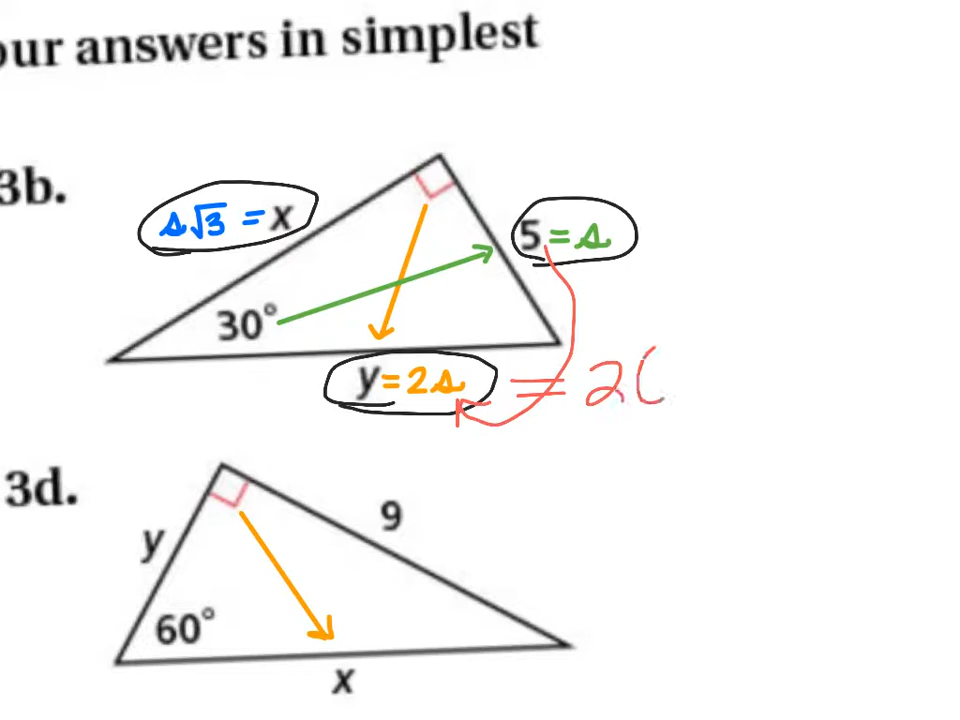 our answers in simplest
3b.
s√3 = x
5 = s
30°
y = 2s = 2(
3d.
y
9
60°
x